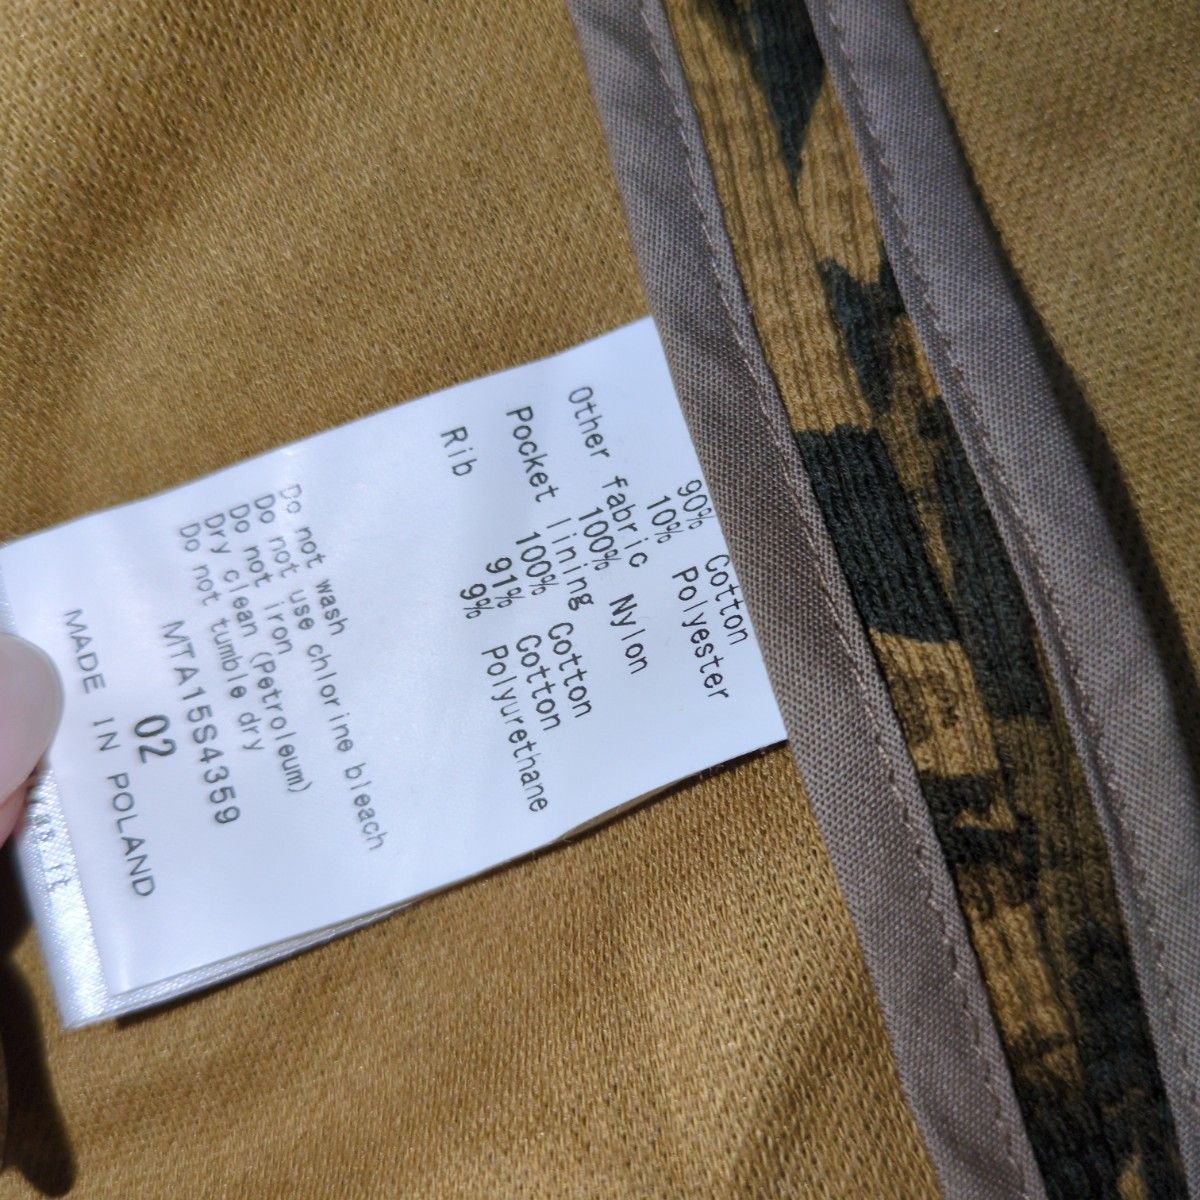 90% Cotton
10% Polyester
Other fabric
100% Nylon
Pocket lining
100% Cotton
Rib 91% Cotton
9% Polyurethane
Do not wash
Do not use chlorine bleach
Do not iron
Dry clean (Petroleum)
Do not tumble dry
MTA15S4359
02
MADE IN POLAND